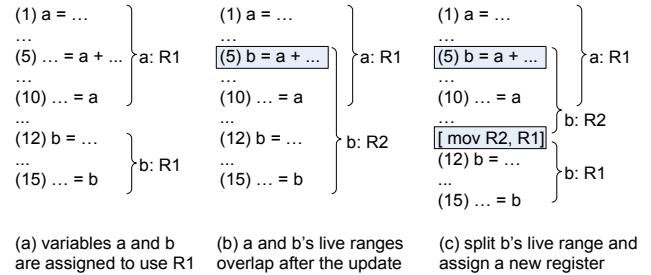 (1) a = …
…
(5) … = a + ...
…
(10) … = a
...
(12) b = …
...
(15) … = b
a: R1
b: R1
(a) variables a and b
are assigned to use R1
(1) a = …
…
(5) b = a + ...
…
(10) … = a
...
(12) b = …
...
(15) … = b
a: R1
b: R2
(b) a and b’s live ranges
overlap after the update
(1) a = …
…
(5) b = a + ...
…
(10) … = a
...
[ mov R2, R1]
(12) b = …
...
(15) … = b
a: R1
b: R2
b: R1
(c) split b’s live range and
assign a new register